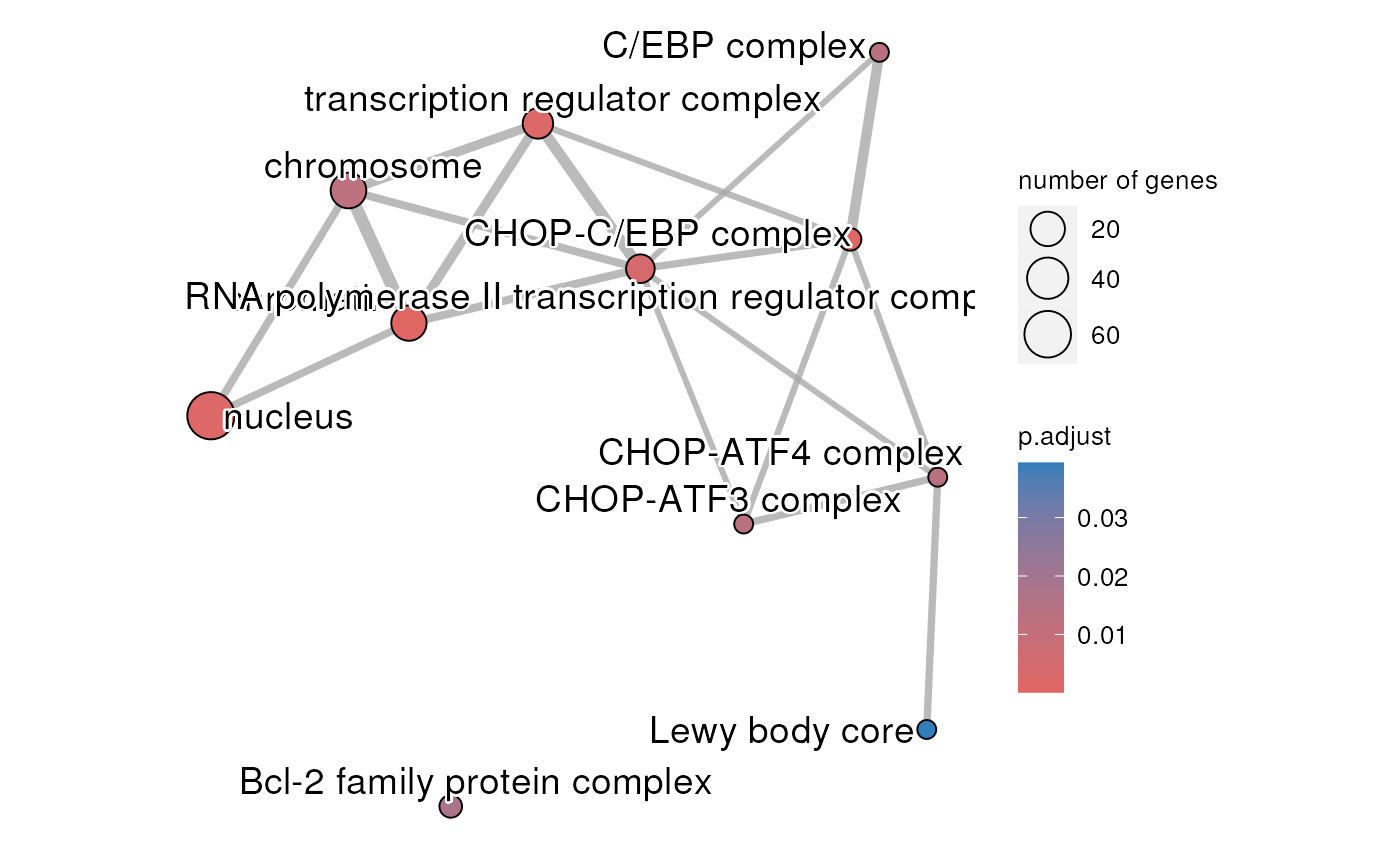 C/EBP complex
transcription regulator complex
chromosome
CHOP-C/EBP complex
RNA polymerase II transcription regulator comp
nucleus
CHOP-ATF4 complex
CHOP-ATF3 complex
Lewy body core
Bcl-2 family protein complex
number of genes
20
40
60
p.adjust
0.03
0.02
0.01